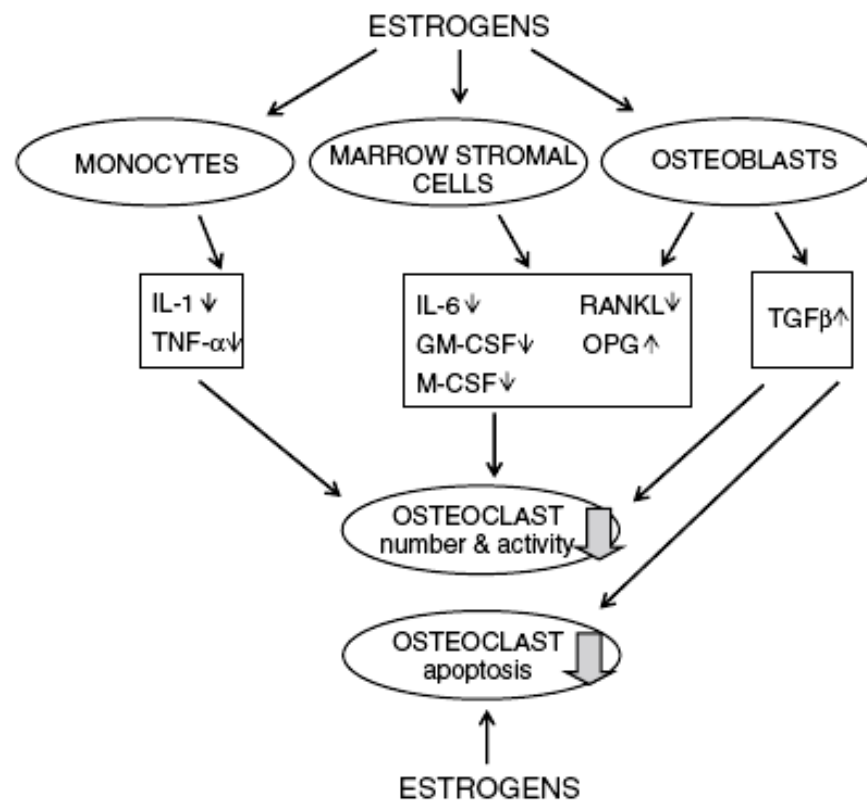 ESTROGENS
MONOCYTES
MARROW STROMAL
CELLS
OSTEOBLASTS
IL-1 ↓
TNF-α↓
IL-6 ↓
GM-CSF↓
M-CSF↓
RANKL↓
OPG ↑
TGFβ↑
OSTEOCLAST
number & activity
OSTEOCLAST
apoptosis
ESTROGENS